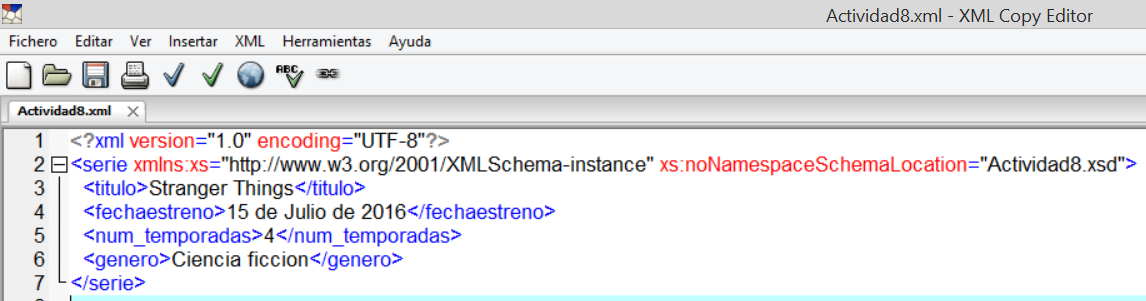 Actividad8.xml - XML Copy Editor
Fichero Editar Ver Insertar XML Herramientas Ayuda
ABC
Actividad8.xml
1 <?xml version="1.0" encoding="UTF-8"?>
2 <serie xmlns:xs="http://www.w3.org/2001/XMLSchema-instance" xs:noNamespaceSchemaLocation="Actividad8.xsd">
3 <titulo>Stranger Things</titulo>
4 <fechaestreno>15 de Julio de 2016</fechaestreno>
5 <num_temporadas>4</num_temporadas>
6 <genero>Ciencia ficcion</genero>
7 </serie>